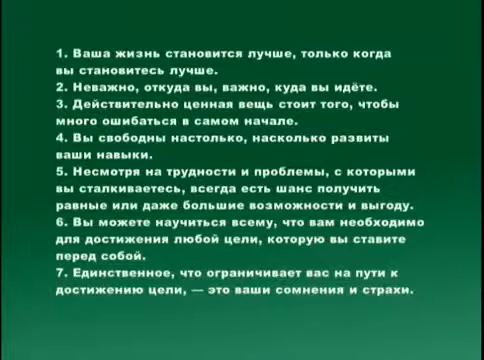 1. Ваша жизнь становится лучше, только когда
вы становитесь лучше.
2. Неважно, откуда вы, важно, куда вы идёте.
3. Действительно ценная вещь стоит того, чтобы
много ошибаться в самом начале.
4. Вы свободны настолько, насколько развиты
ваши навыки.
5. Несмотря на трудности и проблемы, с которыми
вы сталкиваетесь, всегда есть шанс получить
равные или даже большие возможности и выгоду.
6. Вы можете научиться всему, что вам необходимо
для достижения любой цели, которую вы ставите
перед собой.
7. Единственное, что ограничивает вас на пути к
достижению цели, — это ваши сомнения и страхи.